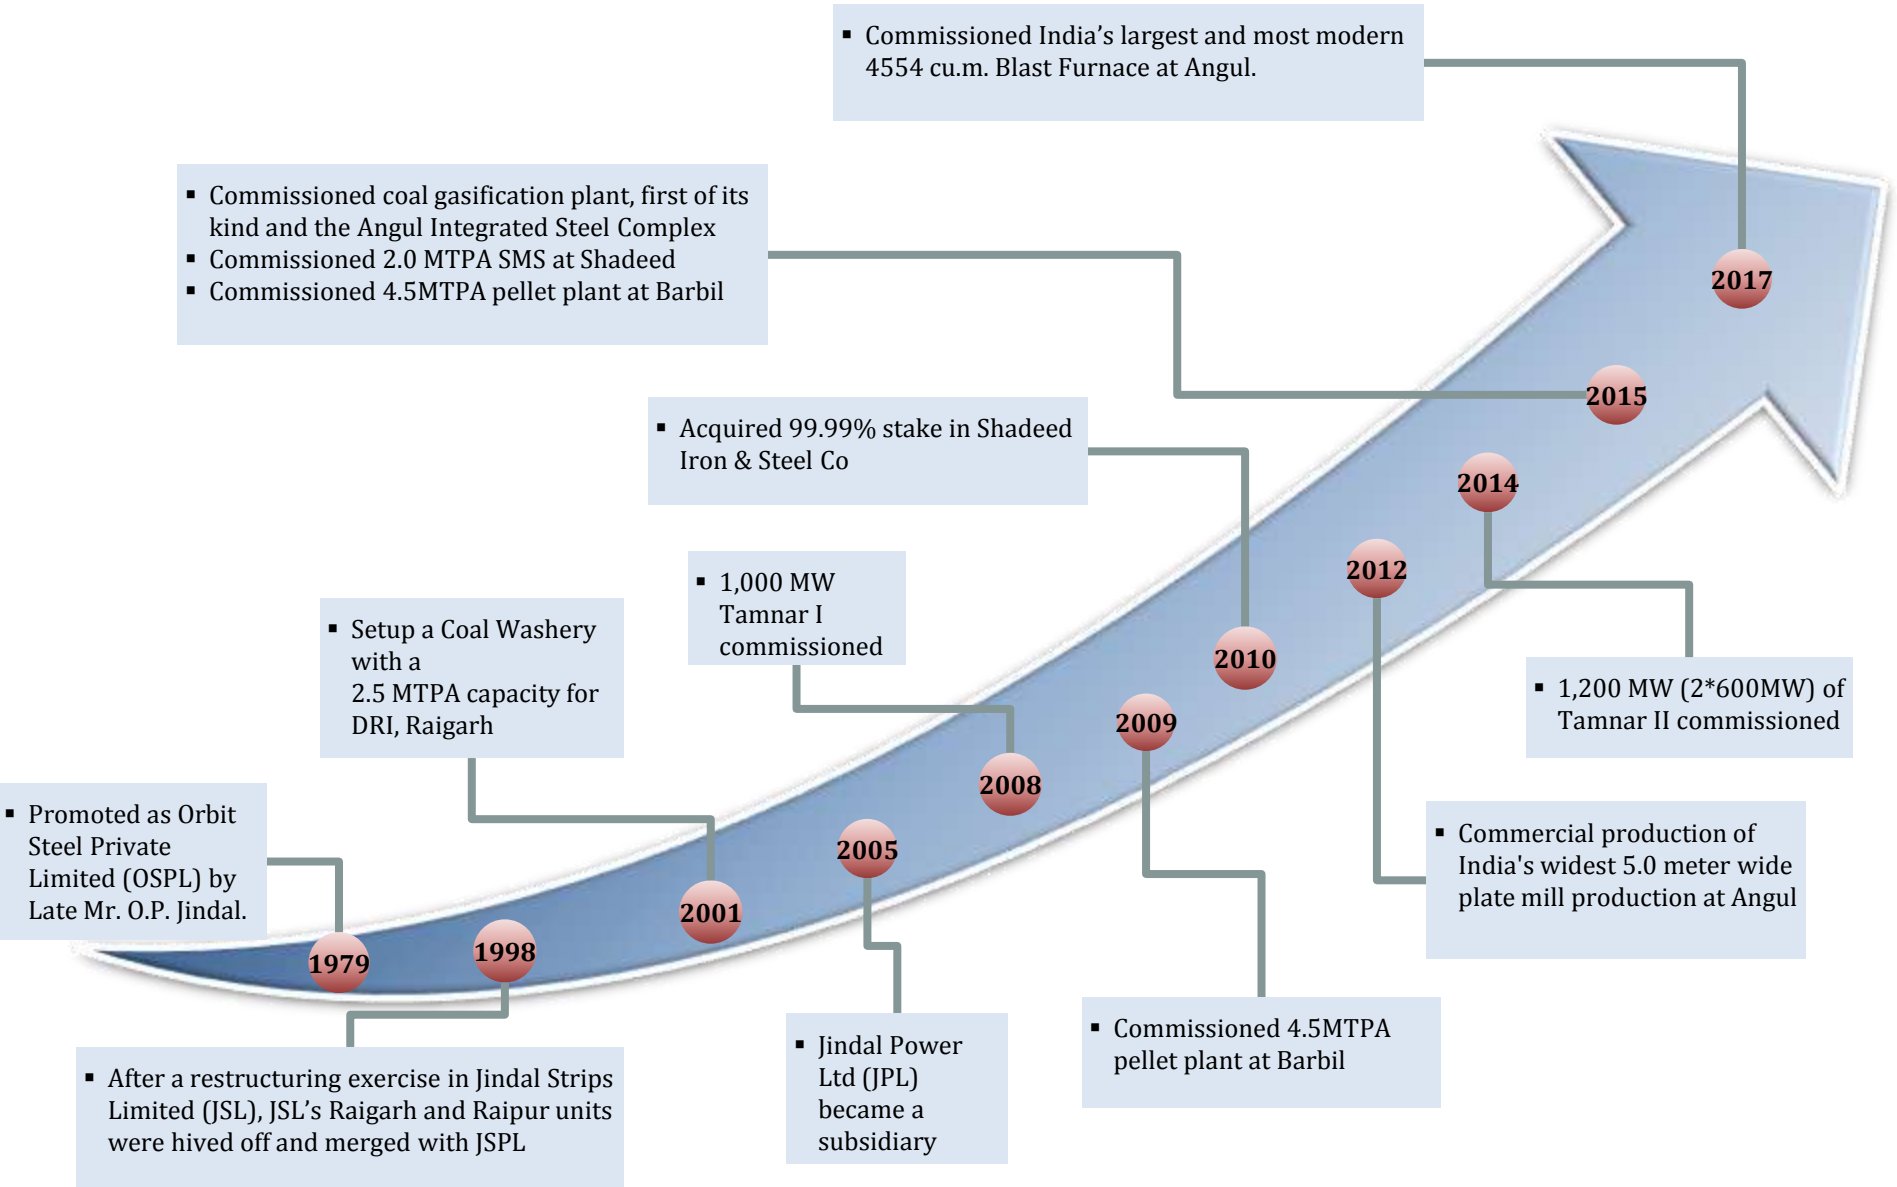 ▪ Commissioned India’s largest and most modern
4554 cu.m. Blast Furnace at Angul.
▪ Commissioned coal gasification plant, first of its
kind and the Angul Integrated Steel Complex
▪ Commissioned 2.0 MTPA SMS at Shadeed
▪ Commissioned 4.5MTPA pellet plant at Barbil
2017
2015
▪ Acquired 99.99% stake in Shadeed
Iron & Steel Co
2014
▪ 1,000 MW
Tamnar I
commissioned
2012
▪ Setup a Coal Washery
with a
2.5 MTPA capacity for
DRI, Raigarh
2010
▪ 1,200 MW (2*600MW) of
Tamnar II commissioned
2009
2008
▪ Promoted as Orbit
Steel Private
Limited (OSPL) by
Late Mr. O.P. Jindal.
2005
▪ Commercial production of
India's widest 5.0 meter wide
plate mill production at Angul
2001
1998
1979
▪ Commissioned 4.5MTPA
pellet plant at Barbil
▪ Jindal Power
Ltd (JPL)
became a
subsidiary
▪ After a restructuring exercise in Jindal Strips
Limited (JSL), JSL’s Raigarh and Raipur units
were hived off and merged with JSPL